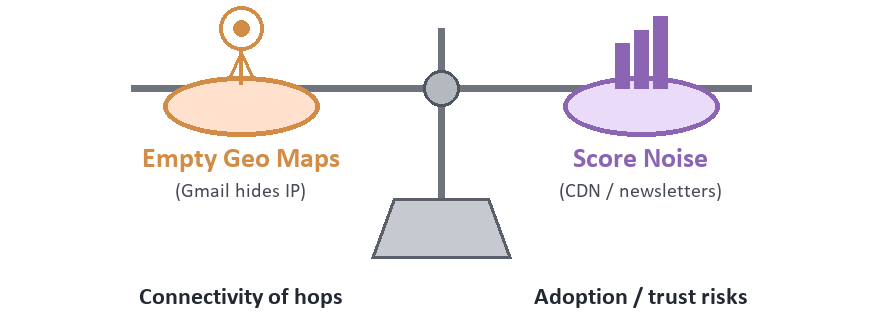 Empty Geo Maps
(Gmail hides IP)
Score Noise
(CDN / newsletters)
Connectivity of hops
Adoption / trust risks